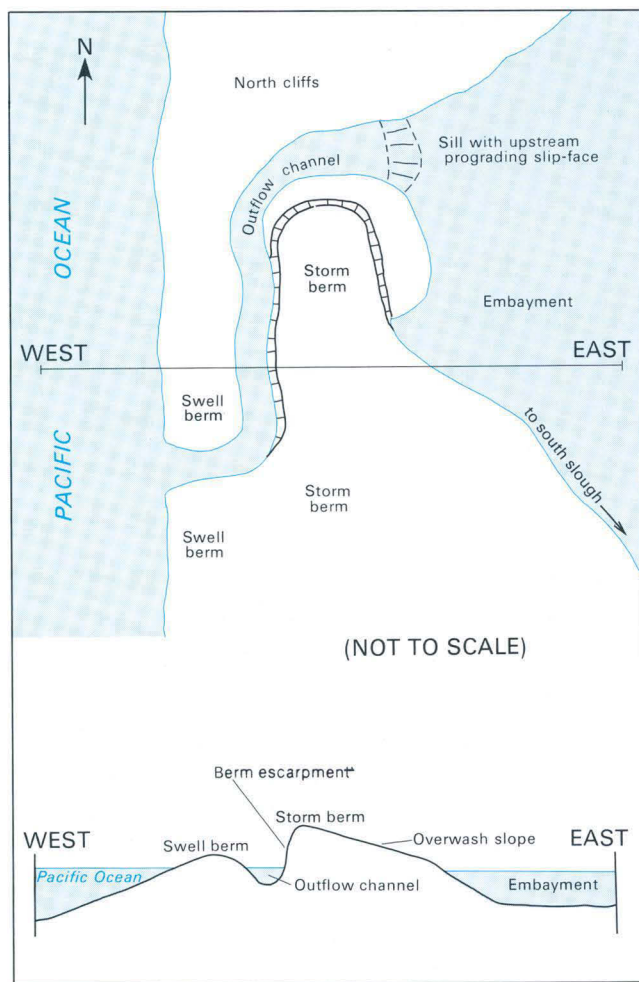 N
North cliffs
Sill with upstream
prograding slip-face
Outflow channel
OCEAN
Storm
berm
Embayment
WEST
EAST
Swell
berm
to south slough
PACIFIC
Storm
berm
Swell
berm
(NOT TO SCALE)
Berm escarpment
Storm berm
WEST
Swell berm
Overwash slope
EAST
Pacific Ocean
Outflow channel
Embayment